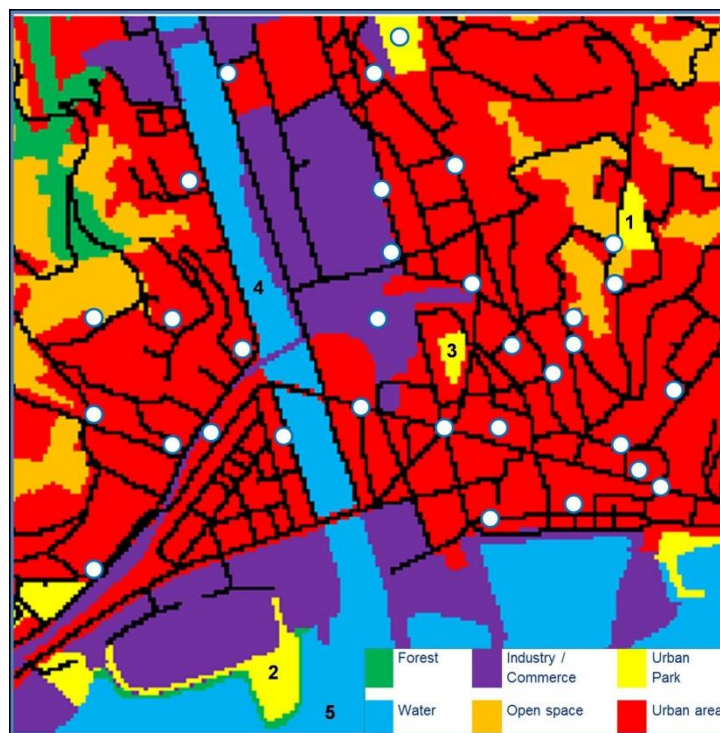 1
4
3
2
5
Forest
Industry /
Commerce
Urban
Park
Water
Open space
Urban area